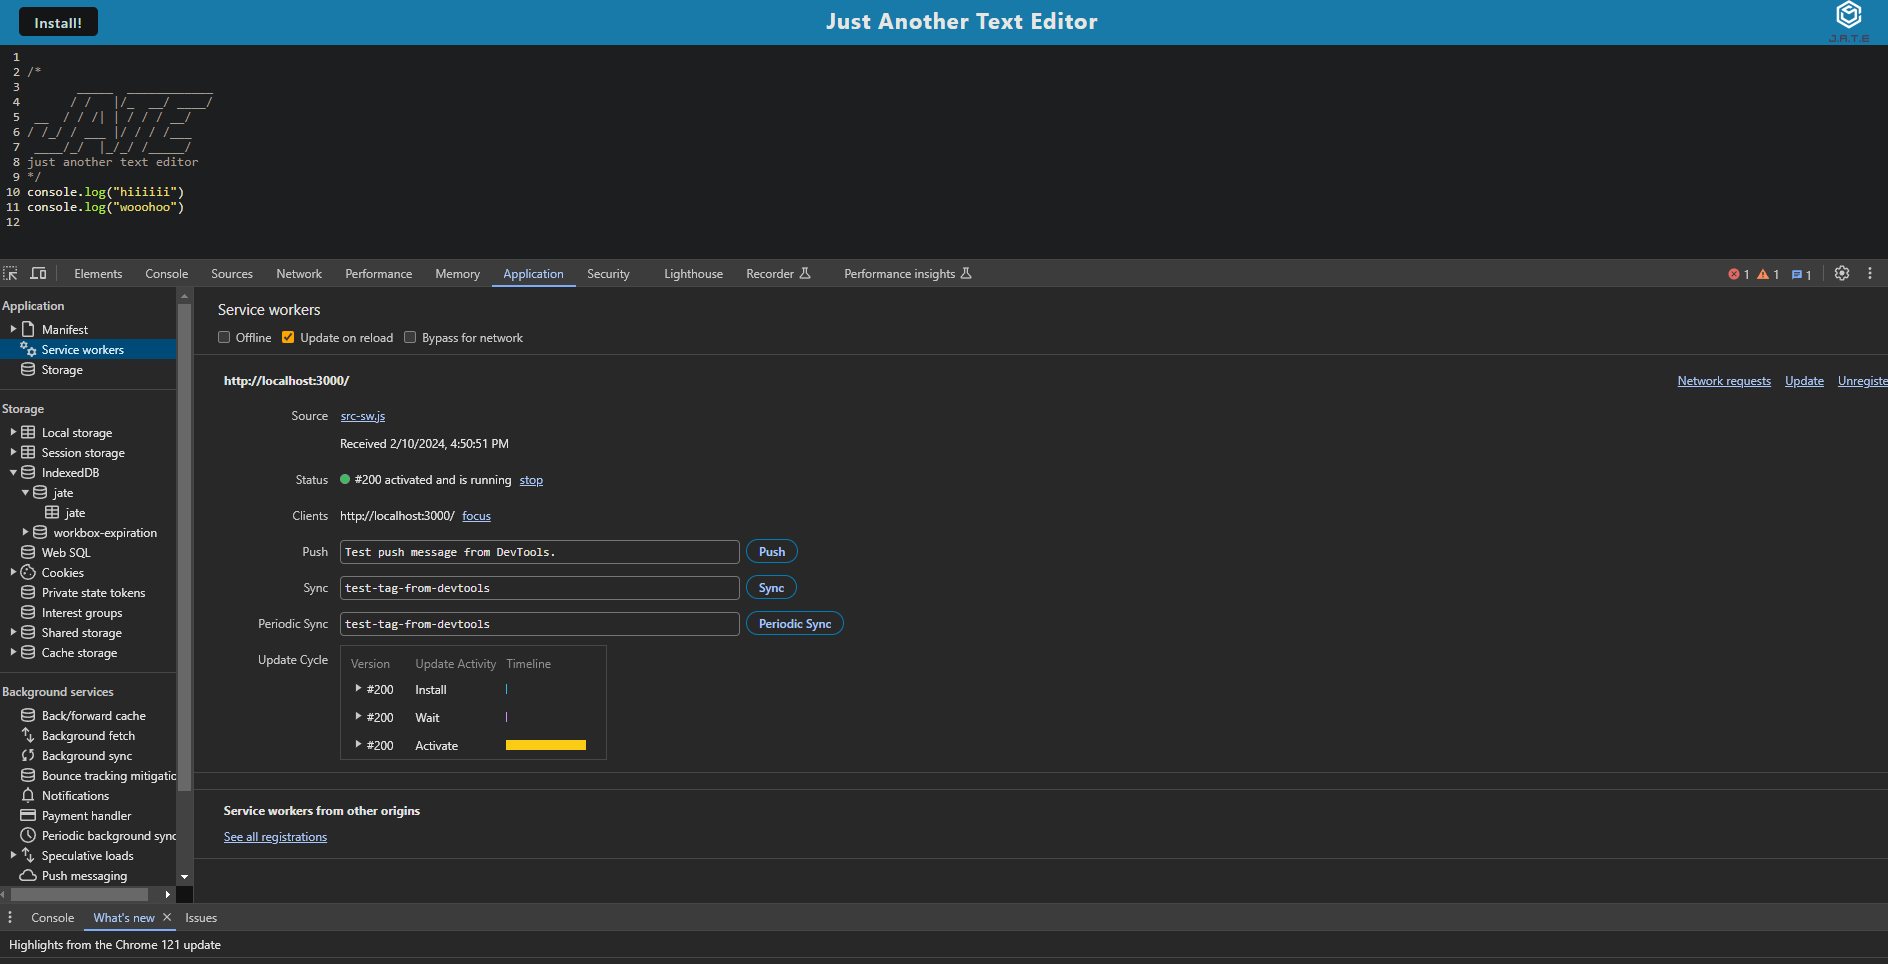 Install!
Just Another Text Editor
J.A.T.E
1
2 /*
3         _____  ____________
4       / /   |/_  __/ ____/
5  __  / / /| | / / / __/
6 / /_/ / ___ |/ / / /___
7  ____/_/  |_/_/ /_____/
8 just another text editor
9 */
10 console.log("hiiiiii")
11 console.log("wooohoo")
12
Elements Console Sources Network Performance Memory Application Security Lighthouse Recorder Performance insights 1 1 1
Application
Manifest
Service workers
Storage
Storage
Local storage
Session storage
IndexedDB
jate
jate
workbox-expiration
Web SQL
Cookies
Private state tokens
Interest groups
Shared storage
Cache storage
Background services
Back/forward cache
Background fetch
Background sync
Bounce tracking mitigatic
Notifications
Payment handler
Periodic background sync
Speculative loads
Push messaging
Service workers
Offline Update on reload Bypass for network
http://localhost:3000/ Network requests Update Unregiste
Source src-sw.js
Received 2/10/2024, 4:50:51 PM
Status #200 activated and is running stop
Clients http://localhost:3000/ focus
Push Test push message from DevTools. Push
Sync test-tag-from-devtools Sync
Periodic Sync test-tag-from-devtools Periodic Sync
Update Cycle Version Update Activity Timeline
#200 Install
#200 Wait
#200 Activate
Service workers from other origins
See all registrations
Console What's new Issues
Highlights from the Chrome 121 update